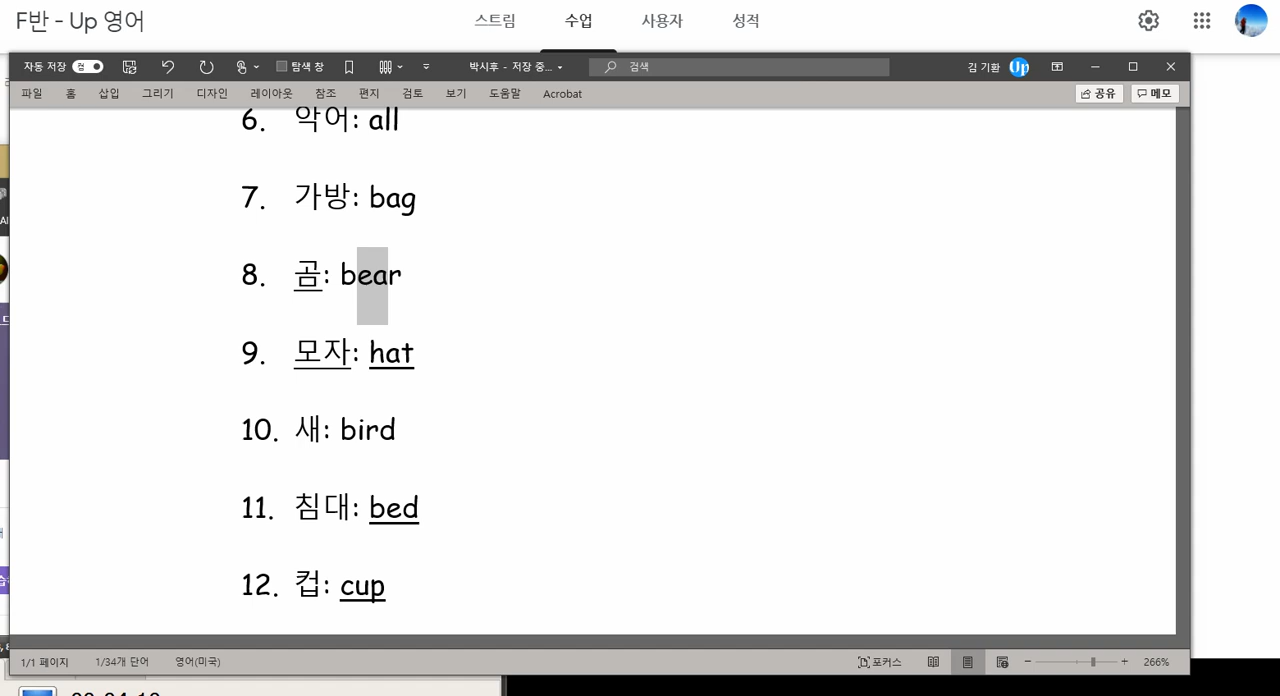 F반 - Up 영어
스트림 수업 사용자 성적
자동 저장 켬 탐색 창 박시후 - 저장 중... 검색 김 기환 Up
파일 홈 삽입 그리기 디자인 레이아웃 참조 편지 검토 보기 도움말 Acrobat 공유 메모
6. 악어: all
7. 가방: bag
8. 곰: bear
9. 모자: hat
10. 새: bird
11. 침대: bed
12. 컵: cup
1/1 페이지 1/34개 단어 영어(미국) 포커스 266%